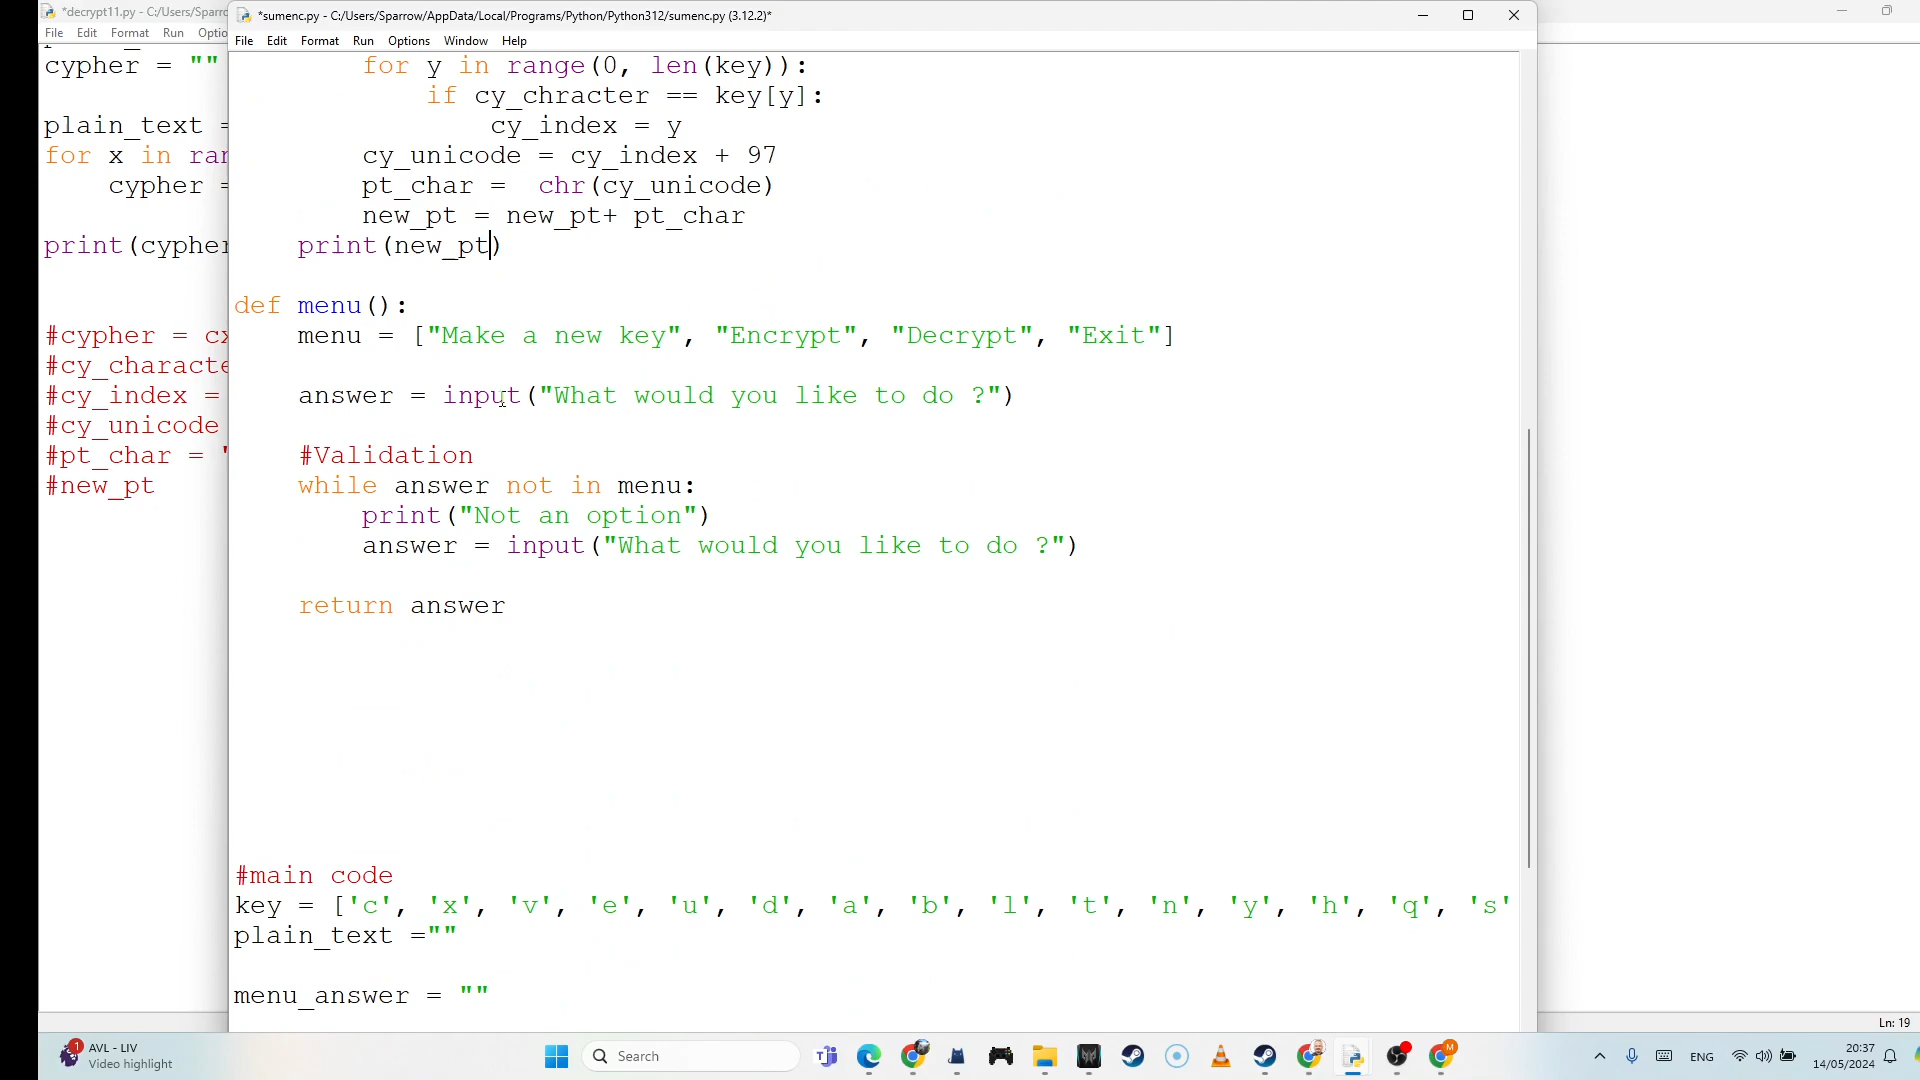 *decrypt11.py - C:/Users/Sparro
File Edit Format Run Optio
cypher = ""
plain_text =
for x in ran
cypher =
print(cypher
#cypher = cx
#cy_characte
#cy_index =
#cy_unicode
#pt_char = '
#new_pt
*sumenc.py - C:/Users/Sparrow/AppData/Local/Programs/Python/Python312/sumenc.py (3.12.2)*
File Edit Format Run Options Window Help
for y in range(0, len(key)):
if cy_chracter == key[y]:
cy_index = y
cy_unicode = cy_index + 97
pt_char =  chr(cy_unicode)
new_pt = new_pt+ pt_char
print(new_pt)
def menu():
menu = ["Make a new key", "Encrypt", "Decrypt", "Exit"]
answer = input("What would you like to do ?")
#Validation
while answer not in menu:
print("Not an option")
answer = input("What would you like to do ?")
return answer
#main code
key = ['c', 'x', 'v', 'e', 'u', 'd', 'a', 'b', 'l', 't', 'n', 'y', 'h', 'q', 's'
plain_text =""
menu_answer = ""
Ln: 19
1
AVL - LIV
Video highlight
Search
M
ENG
20:37
14/05/2024